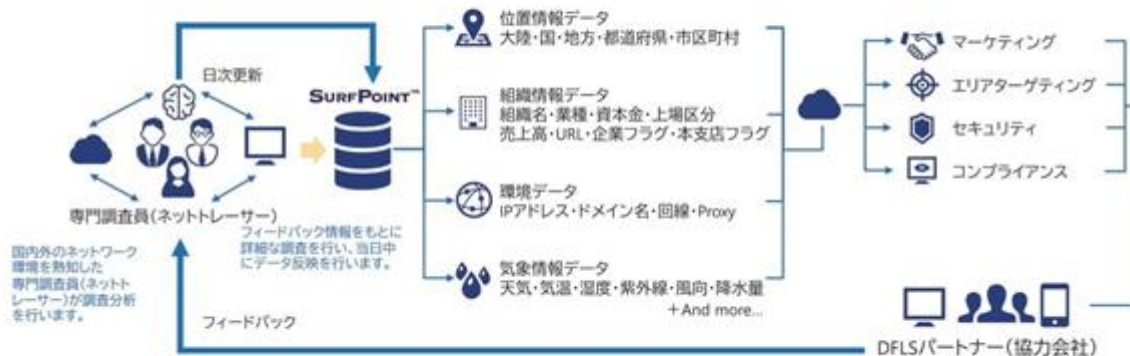 日次更新
SURFPOINT™
専門調査員(ネットトレーサー)
国内外のネットワーク
環境を熟知した
専門調査員(ネットト
レーサー)が調査分析
を行います。
フィードバック情報をもとに
詳細な調査を行い、当日中
にデータ反映を行います。
フィードバック
位置情報データ
大陸・国・地方・都道府県・市区町村
組織情報データ
組織名・業種・資本金・上場区分
売上高・URL・企業フラグ・本支店フラグ
環境データ
IPアドレス・ドメイン名・回線・Proxy
気象情報データ
天気・気温・湿度・紫外線・風向・降水量
+And more...
マーケティング
エリアターゲティング
セキュリティ
コンプライアンス
DFLSパートナー(協力会社)